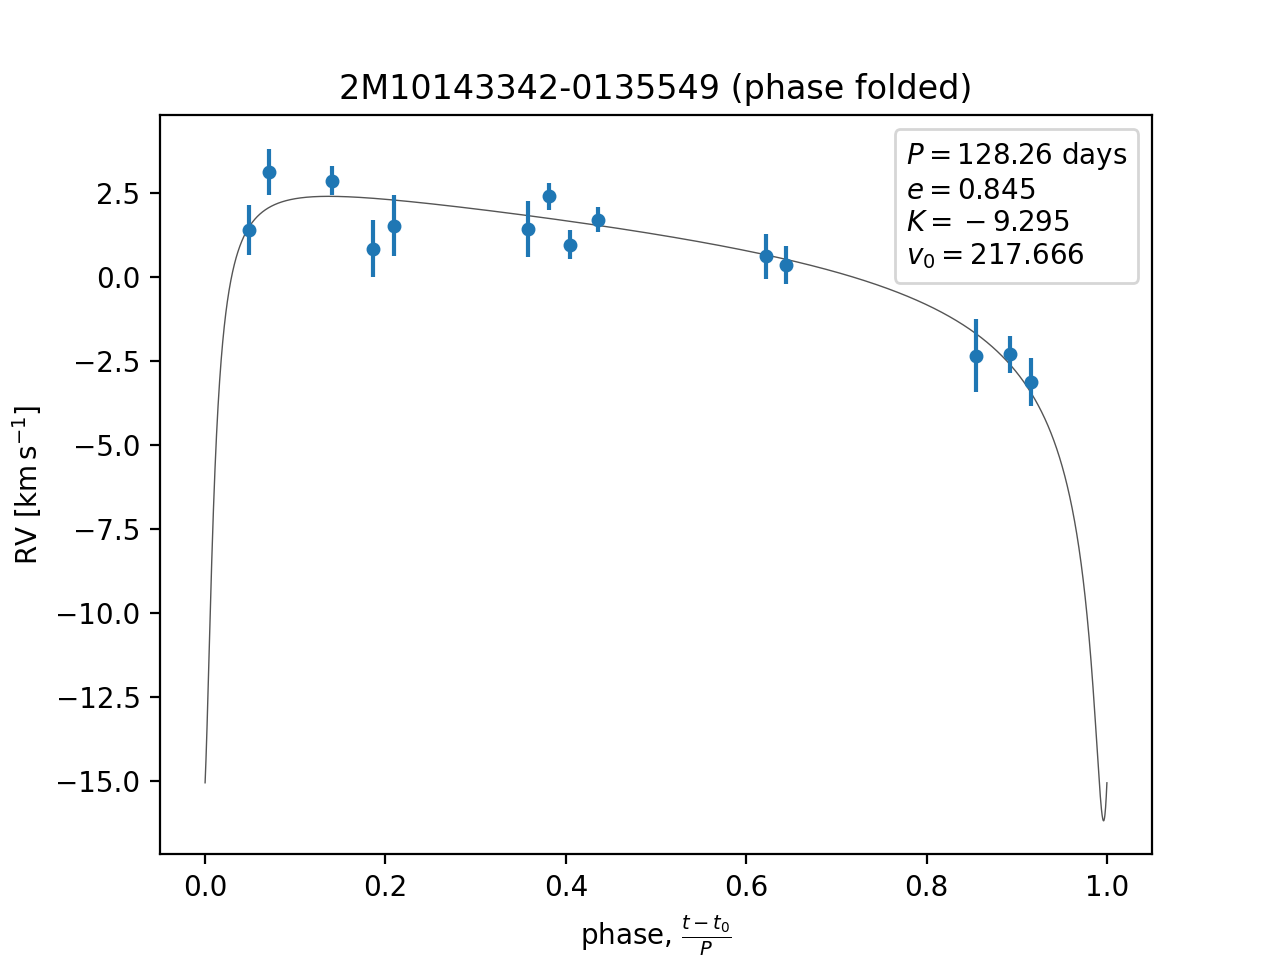 2M10143342-0135549 (phase folded)
P = 128.26 days
e = 0.845
K = −9.295
v₀ = 217.666
RV [km s⁻¹]
2.5
0.0
−2.5
−5.0
−7.5
−10.0
−12.5
−15.0
0.0 0.2 0.4 0.6 0.8 1.0
phase, (t − t₀)/P